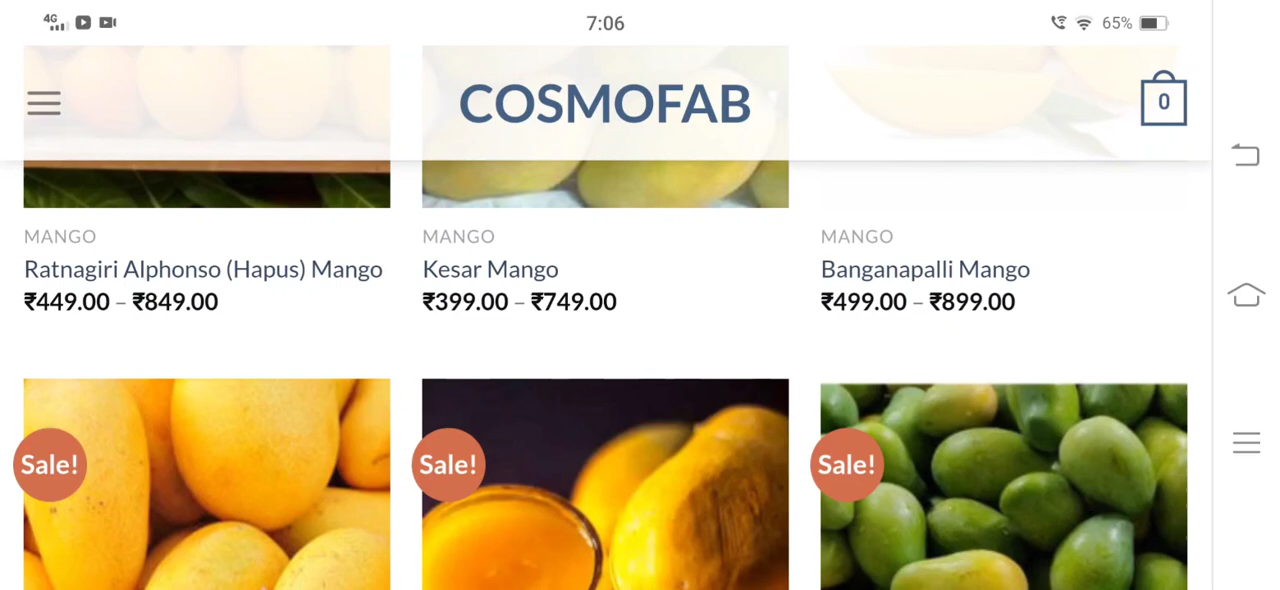 4G 7:06 65%
COSMOFAB 0
MANGO MANGO MANGO
Ratnagiri Alphonso (Hapus) Mango Kesar Mango Banganapalli Mango
₹449.00 – ₹849.00 ₹399.00 – ₹749.00 ₹499.00 – ₹899.00
Sale! Sale! Sale!